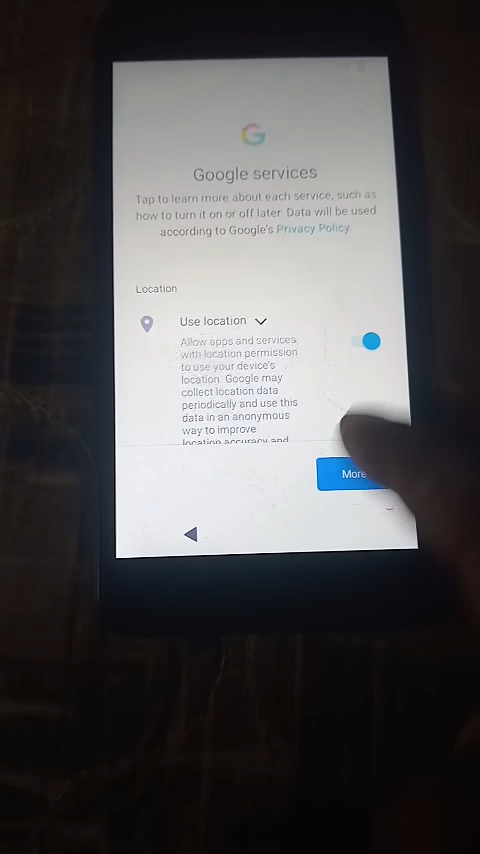 G
Google services
Tap to learn more about each service, such as
how to turn it on or off later. Data will be used
according to Google's Privacy Policy.
Location
Use location
Allow apps and services
with location permission
to use your device's
location. Google may
collect location data
periodically and use this
data in an anonymous
way to improve
location accuracy and
More